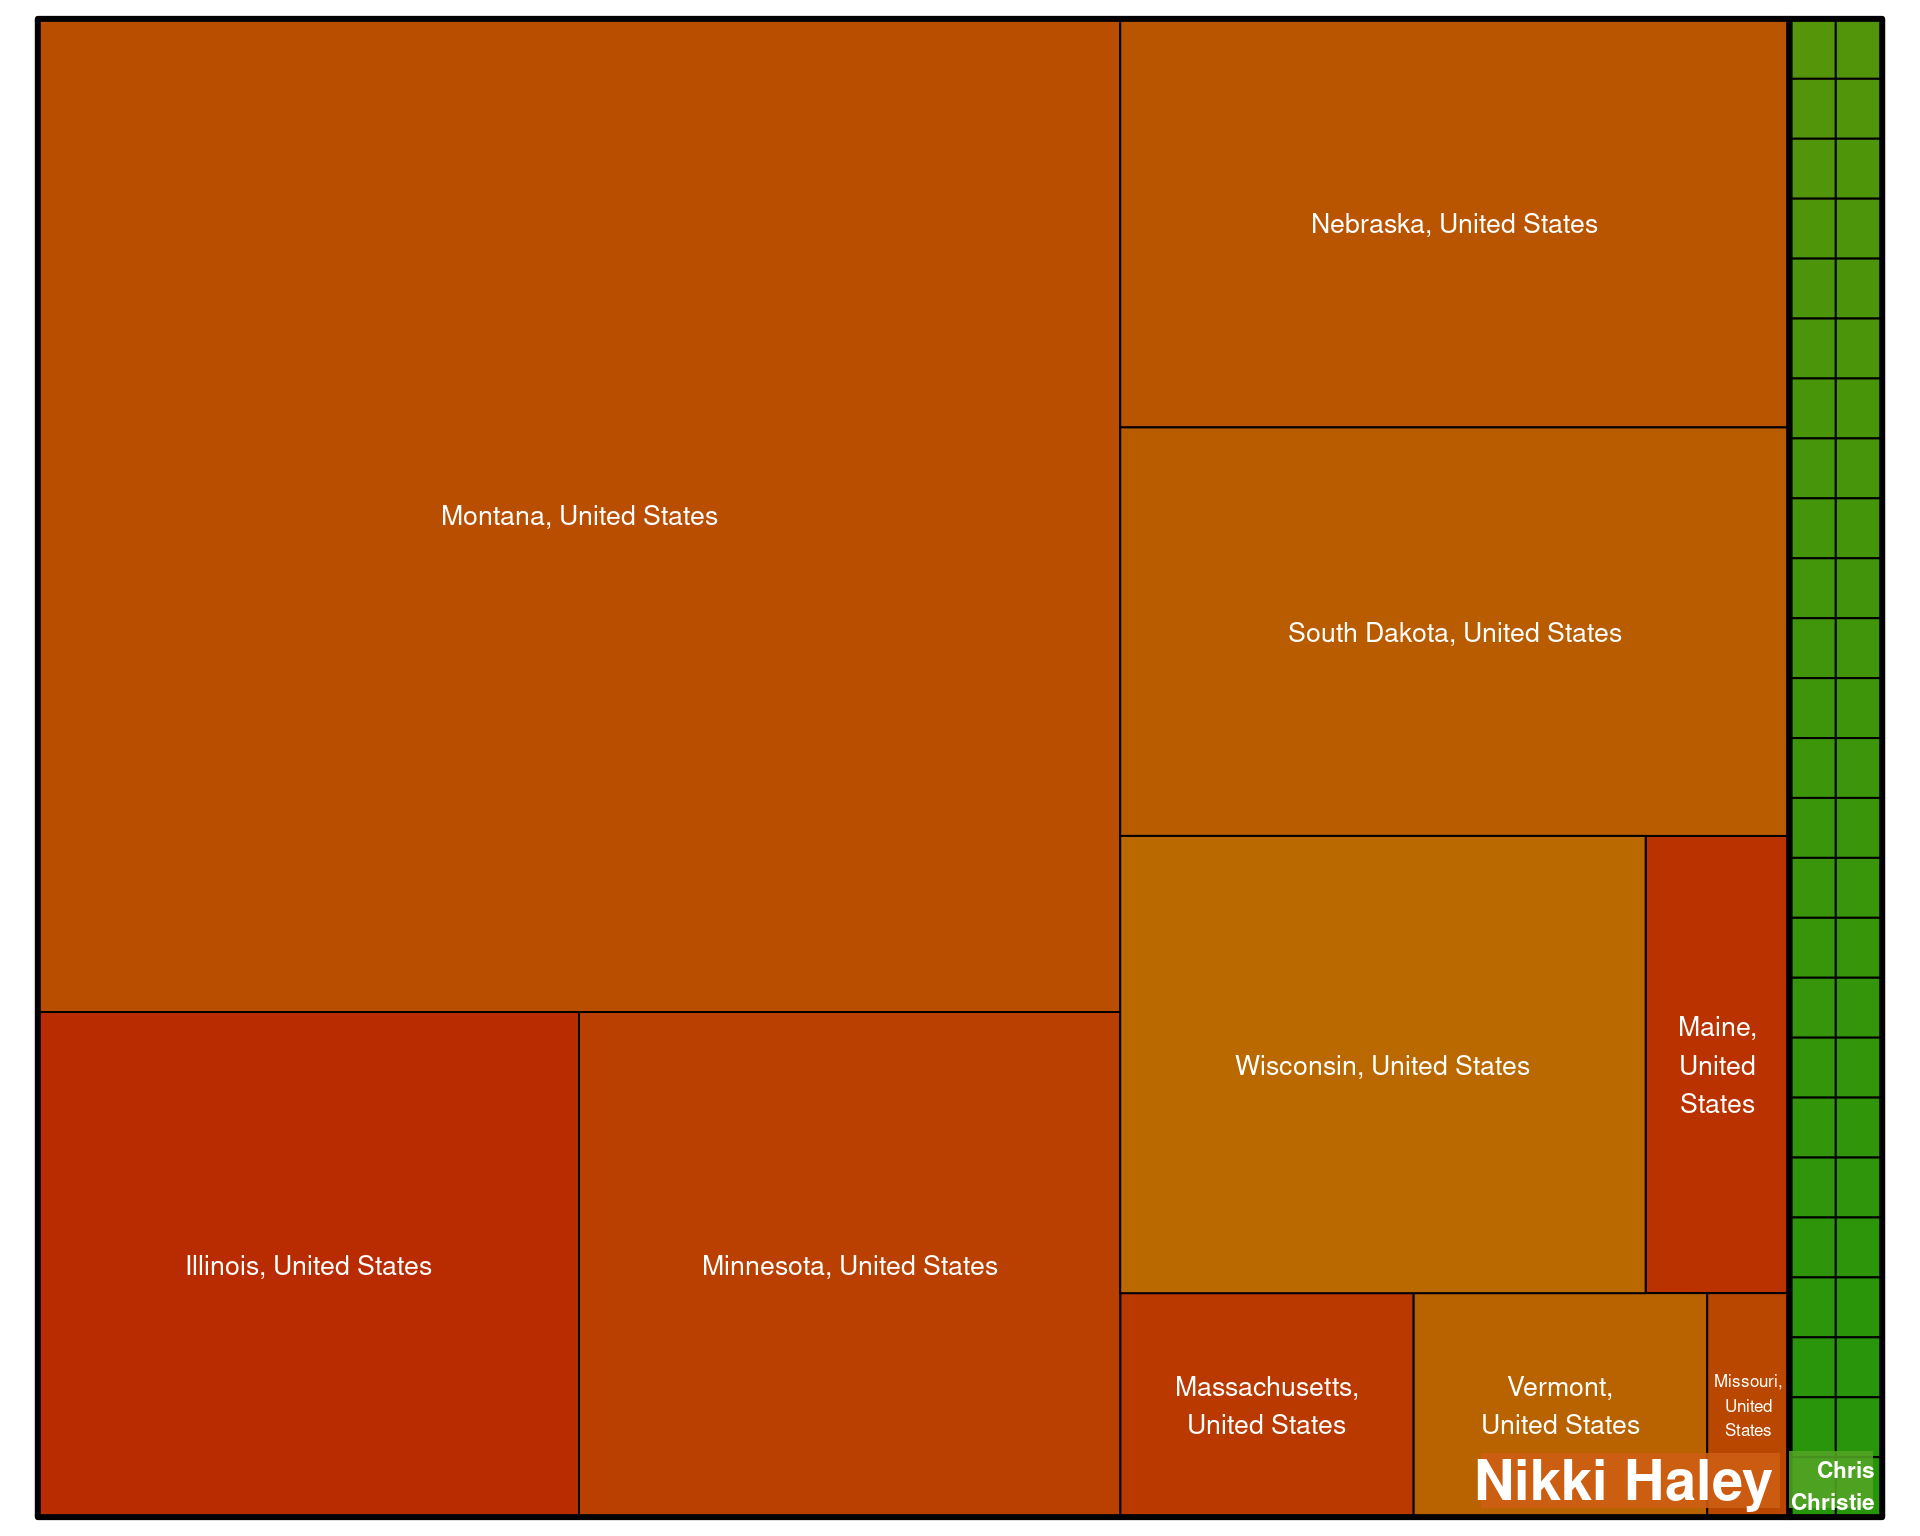 Montana, United States
Nebraska, United States
South Dakota, United States
Wisconsin, United States
Maine,
United
States
Illinois, United States
Minnesota, United States
Massachusetts,
United States
Vermont,
United States
Missouri,
United
States
Nikki Haley
Chris
Christie